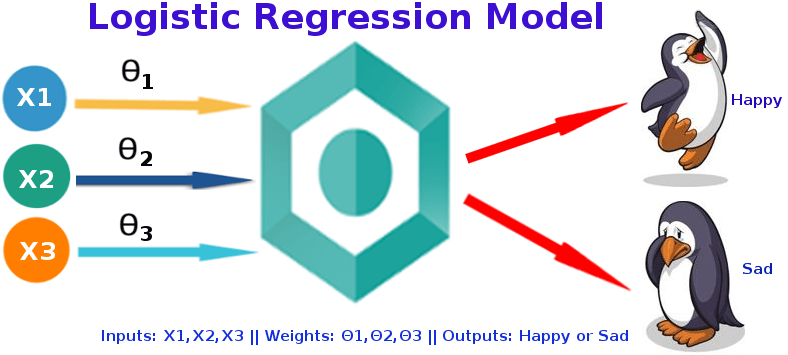 Logistic Regression Model
X1
θ1
X2
θ2
X3
θ3
Happy
Sad
Inputs: X1,X2,X3 || Weights: Θ1,Θ2,Θ3 || Outputs: Happy or Sad